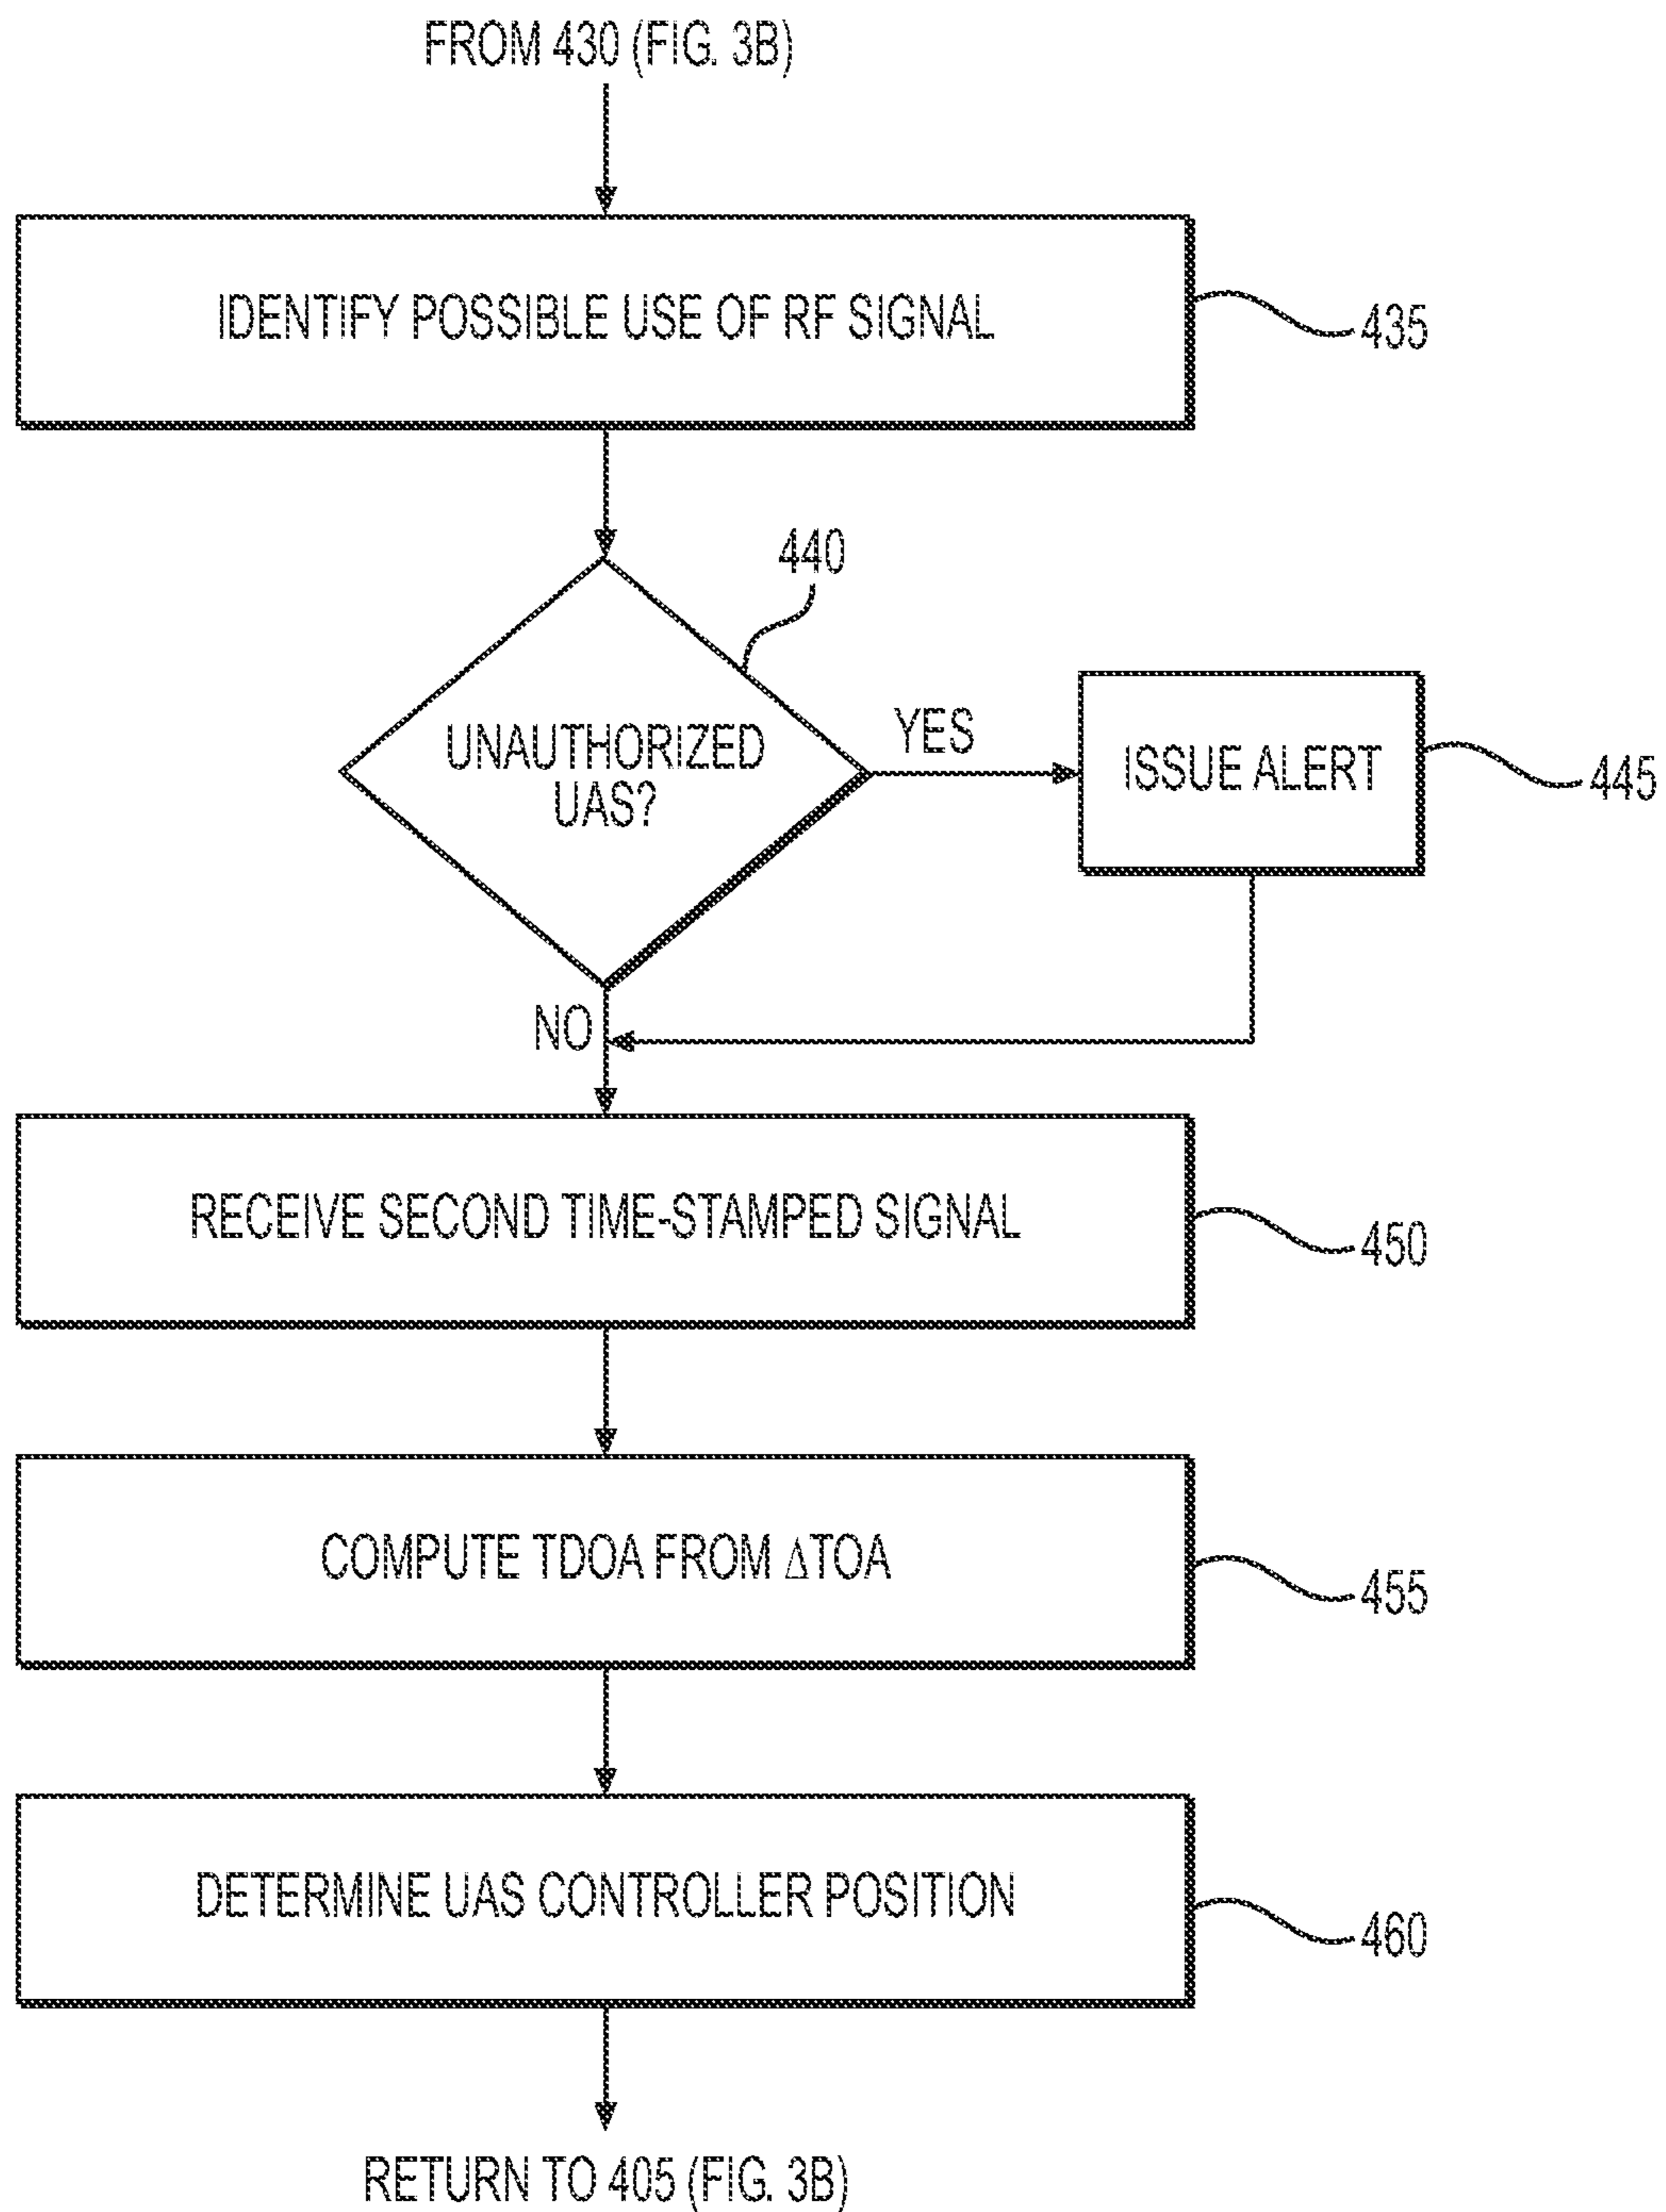 FROM 430 (FIG. 3B)
IDENTIFY POSSIBLE USE OF RF SIGNAL
435
440
UNAUTHORIZED
UAS?
YES
ISSUE ALERT
445
NO
RECEIVE SECOND TIME-STAMPED SIGNAL
450
COMPUTE TDOA FROM ΔTOA
455
DETERMINE UAS CONTROLLER POSITION
460
RETURN TO 405 (FIG. 3B)